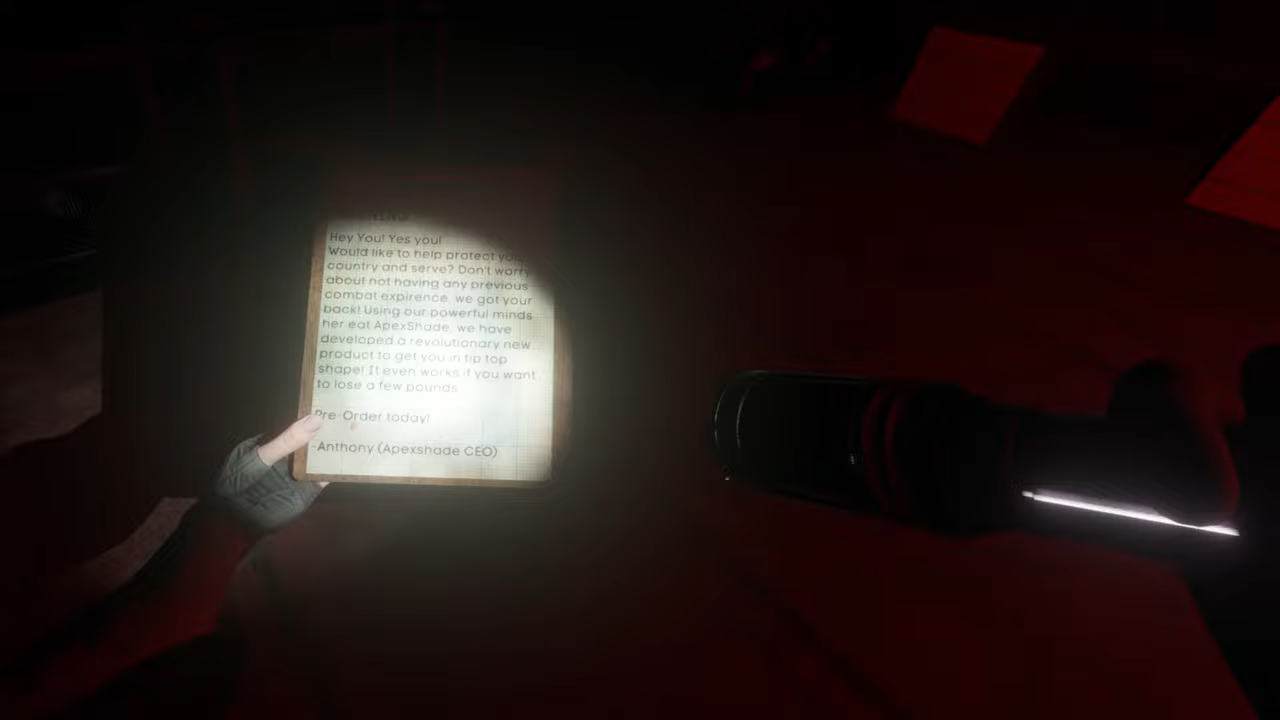 Hey You! Yes you!
Would like to help protect your
country and serve? Don't worry
about not having any previous
combat expirence, we got your
back! Using our powerful minds
her eat ApexShade, we have
developed a revolutionary new
product to get you in tip top
shape! It even works if you want
to lose a few pounds.
Pre-Order today!
-Anthony (Apexshade CEO)